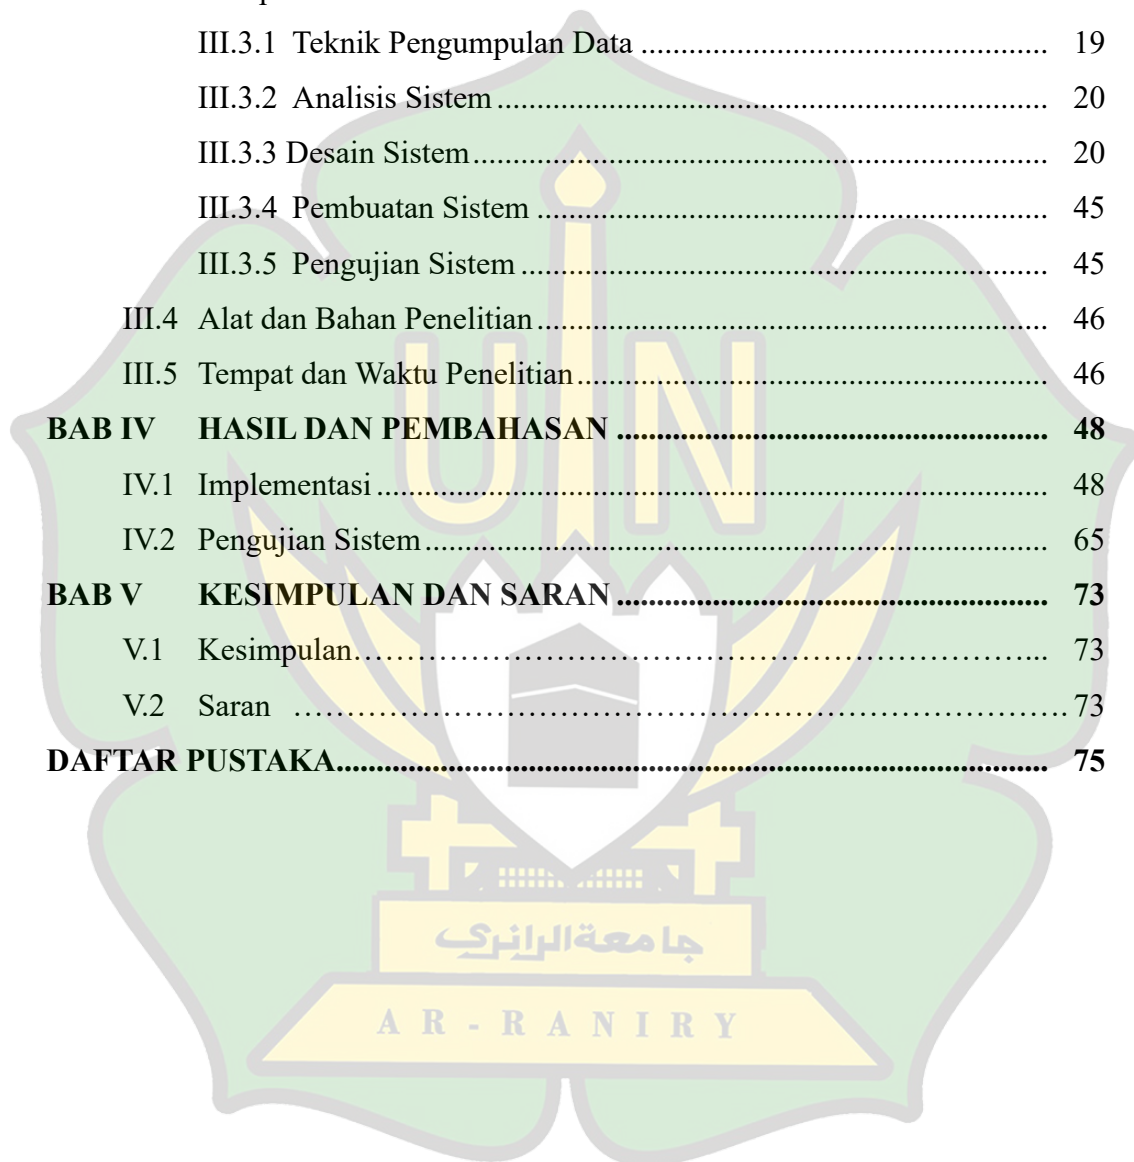 III.3.1 Teknik Pengumpulan Data ................................................... 19
III.3.2 Analisis Sistem ..................................................................... 20
III.3.3 Desain Sistem ........................................................................ 20
III.3.4 Pembuatan Sistem ................................................................ 45
III.3.5 Pengujian Sistem .................................................................. 45
III.4 Alat dan Bahan Penelitian ................................................................ 46
III.5 Tempat dan Waktu Penelitian ........................................................... 46
BAB IV HASIL DAN PEMBAHASAN ...................................................... 48
IV.1 Implementasi .................................................................................... 48
IV.2 Pengujian Sistem .............................................................................. 65
BAB V KESIMPULAN DAN SARAN ...................................................... 73
V.1 Kesimpulan………………………………………………………... 73
V.2 Saran ………………………………………………………………. 73
DAFTAR PUSTAKA ......................................................................................... 75
UIN
جامعة الرانري
AR-RANIRY